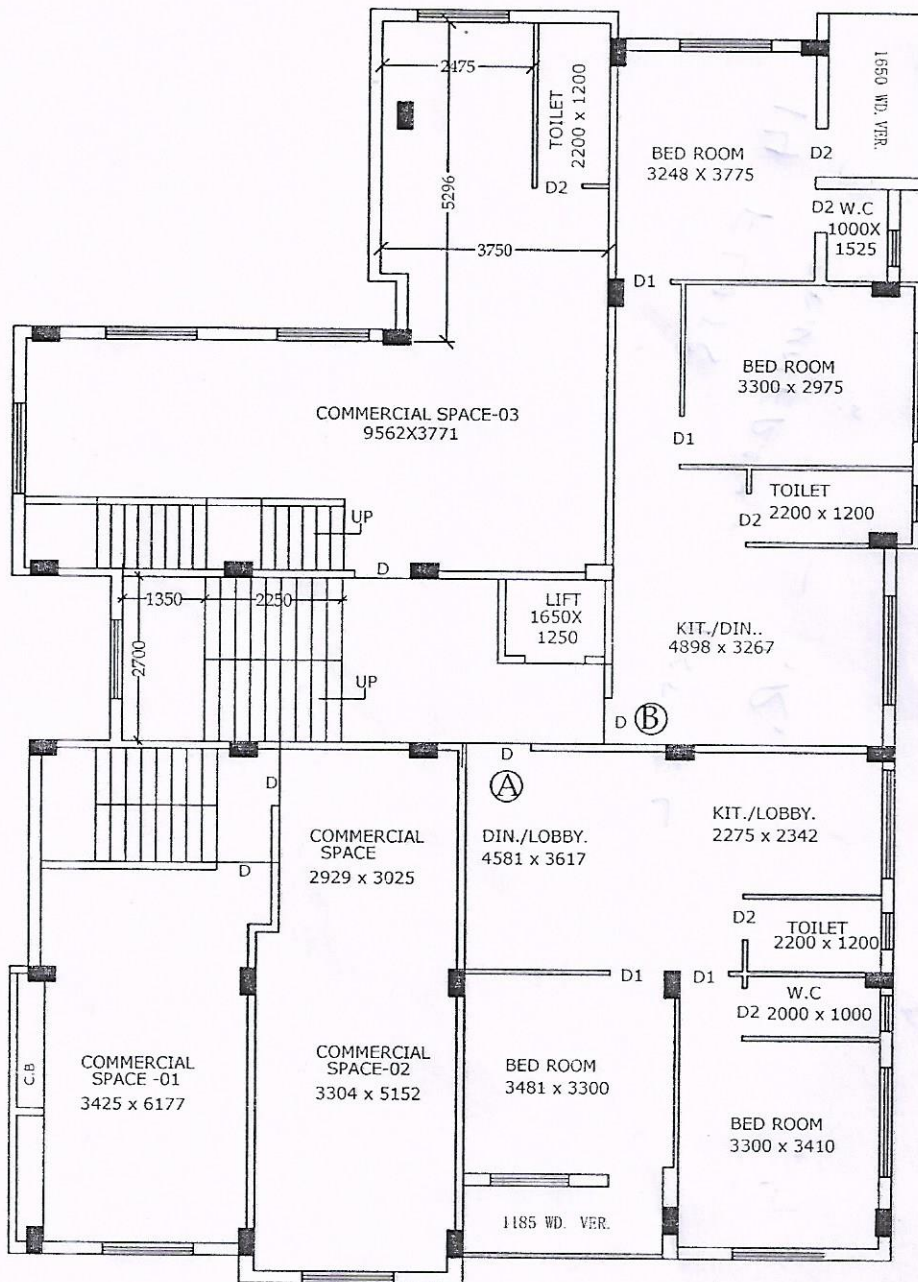 2475
TOILET
2200 x 1200
D2
5296
3750
1650 WD. VER.
BED ROOM
3248 X 3775
D2
D2 W.C
1000X
1525
D1
BED ROOM
3300 x 2975
D1
COMMERCIAL SPACE-03
9562X3771
TOILET
2200 x 1200
D2
UP
D
1350
2250
2700
UP
LIFT
1650X
1250
KIT./DIN..
4898 x 3267
D
B
D
A
D
COMMERCIAL
SPACE
2929 x 3025
DIN./LOBBY.
4581 x 3617
KIT./LOBBY.
2275 x 2342
D
D2
TOILET
2200 x 1200
D1
D1
W.C
D2 2000 x 1000
C.B
COMMERCIAL
SPACE -01
3425 x 6177
COMMERCIAL
SPACE-02
3304 x 5152
BED ROOM
3481 x 3300
BED ROOM
3300 x 3410
1185 WD. VER.